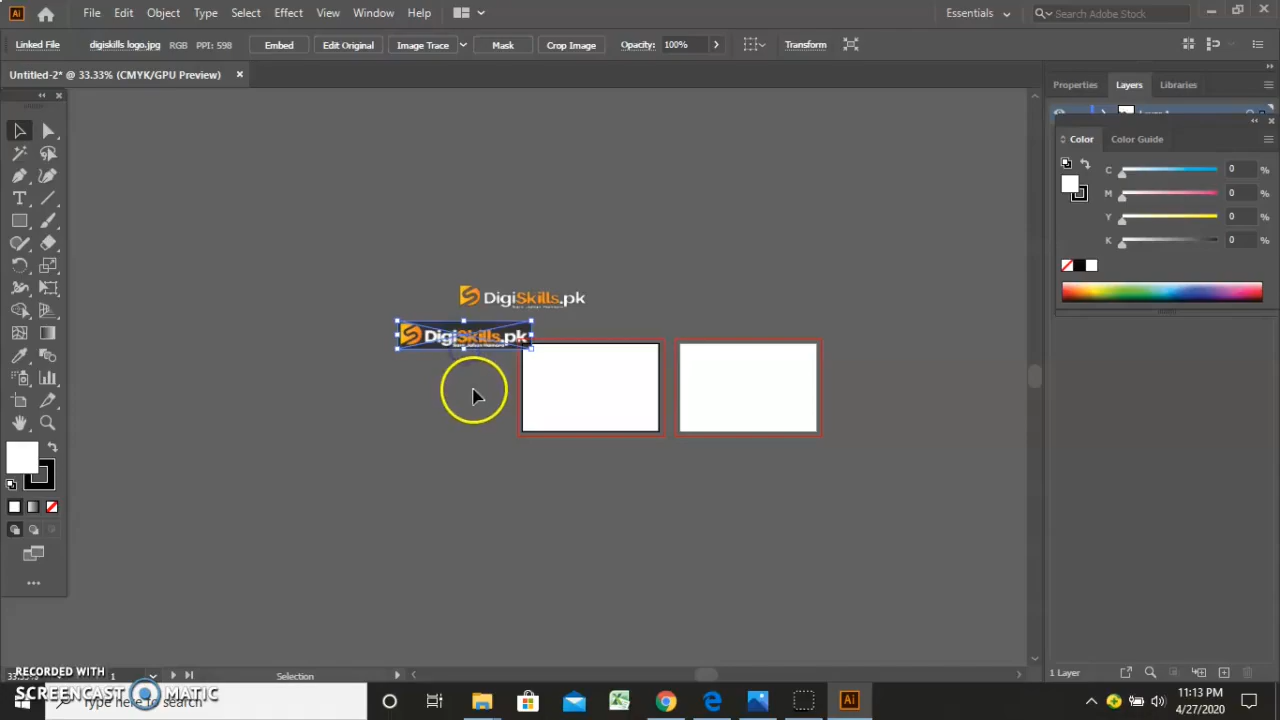 Ai File Edit Object Type Select Effect View Window Help Essentials Search Adobe Stock
Linked File digiskills logo.jpg RGB PPI: 598 Embed Edit Original Image Trace Mask Crop Image Opacity: 100% Transform
Untitled-2* @ 33.33% (CMYK/GPU Preview)
Properties Layers Libraries
Color Color Guide
C 0 %
M 0 %
Y 0 %
K 0 %
DigiSkills.pk
DigiSkills.pk
1 Selection
1 Layer
RECORDED WITH
SCREENCAST MATIC
Type here to search
Ai
11:13 PM
4/27/2020